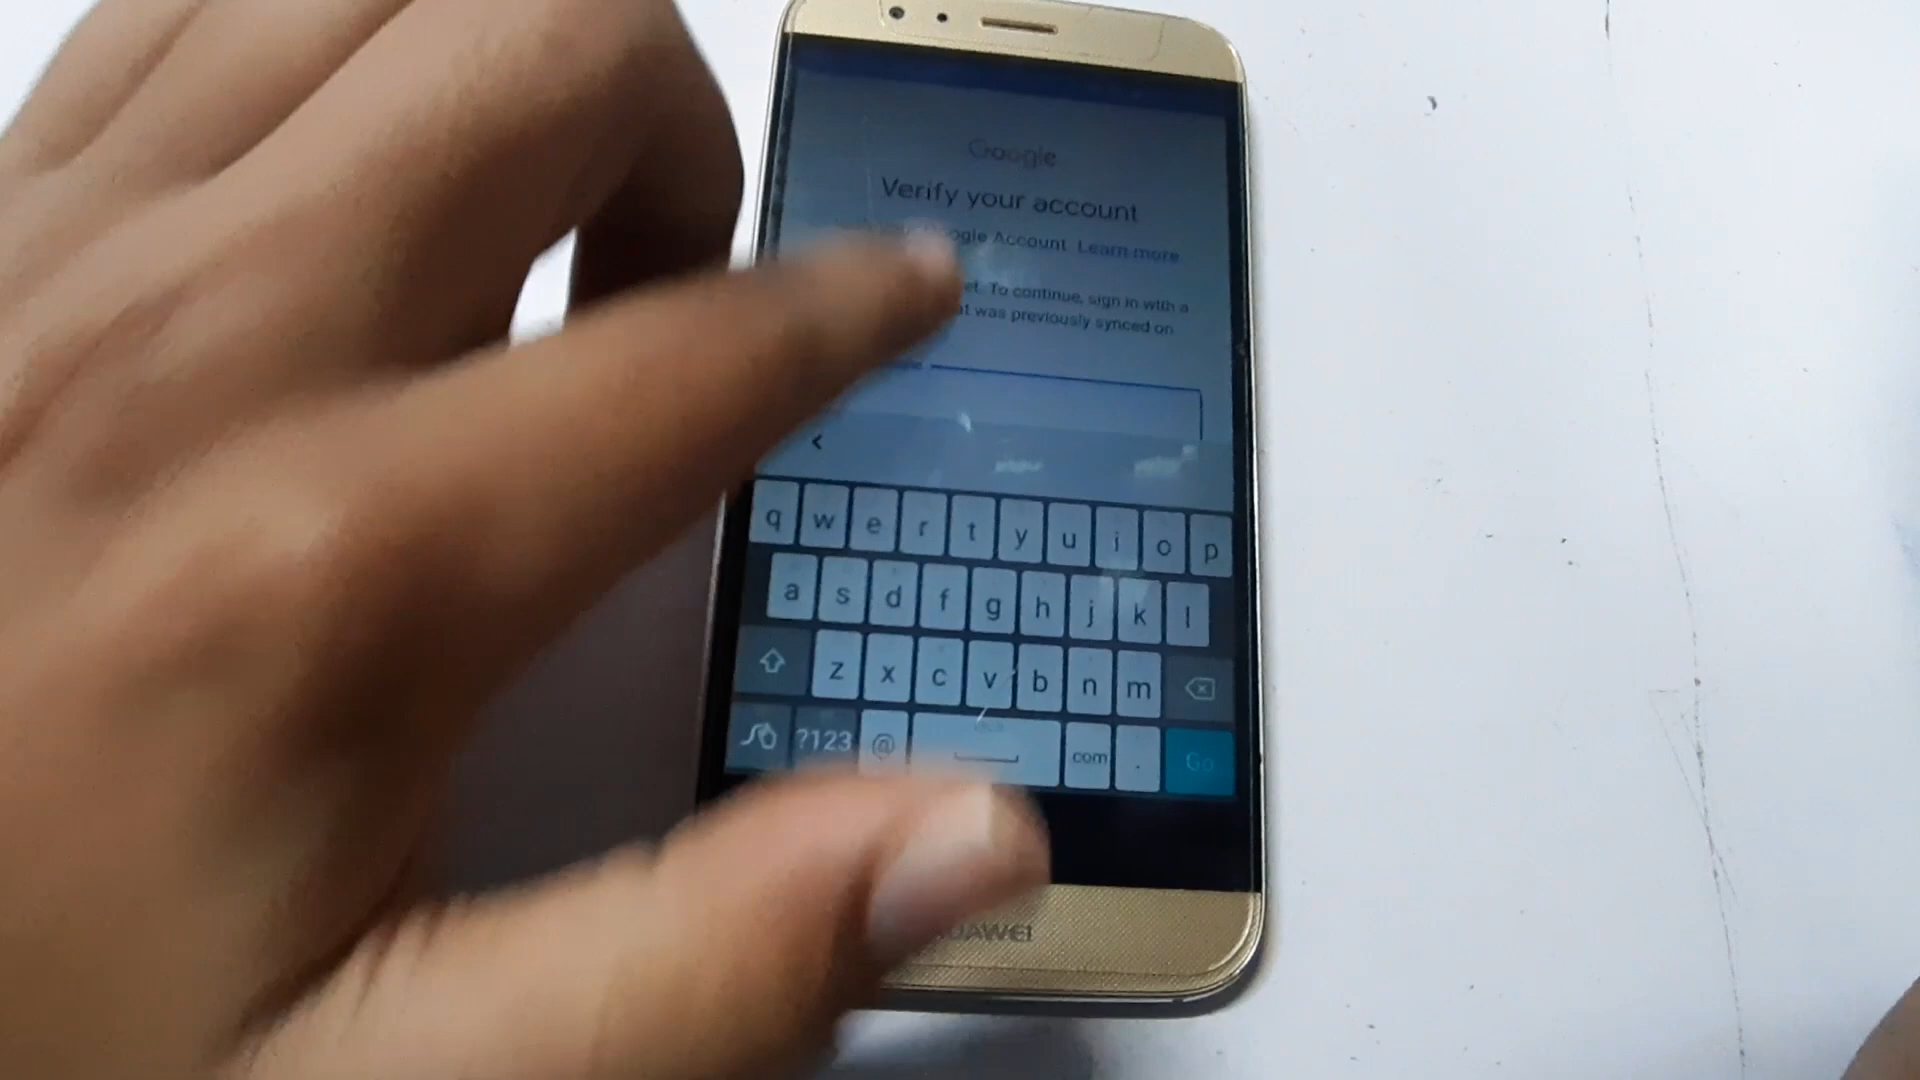 Google
Verify your account
Google Account. Learn more
To continue, sign in with a
was previously synced on
q w e r t y u i o p
a s d f g h j k l
z x c v b n m
?123 @ com . Go
HUAWEI